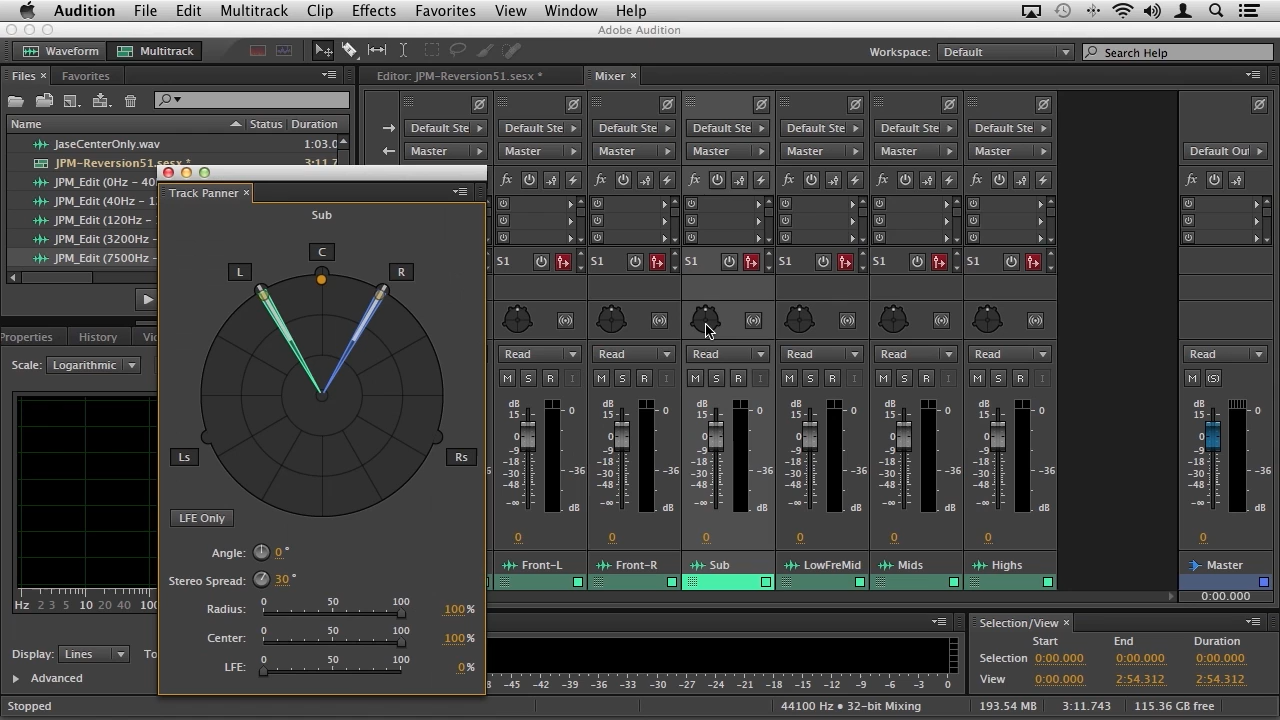 Audition File Edit Multitrack Clip Effects Favorites View Window Help
Adobe Audition
Waveform Multitrack Workspace: Default Search Help
Files × Favorites Editor: JPM-Reversion51.sesx * Mixer ×
Name Status Duration
JaseCenterOnly.wav 1:03.0
JPM-Reversion51.sesx * 3:11.7
JPM_Edit (0Hz - 40
JPM_Edit (40Hz - 1
JPM_Edit (120Hz -
JPM_Edit (3200Hz -
JPM_Edit (7500Hz -
Default Ste Default Ste Default Ste Default Ste Default Ste Default Ste Default Ste
Master Master Master Master Master Master Master Default Out
fx fx fx fx fx fx fx
S1 S1 S1 S1 S1 S1
Read Read Read Read Read Read Read
M S R I M S R I M S R I M S R I M S R I M S R I M (S)
dB 15 0 -9 -18 -30 -48 -∞ 0 -36 dB
dB 15 0 -9 -18 -30 -48 -∞ 0 -36 dB
dB 15 0 -9 -18 -30 -48 -∞ 0 -36 dB
dB 15 0 -9 -18 -30 -48 -∞ 0 -36 dB
dB 15 0 -9 -18 -30 -48 -∞ 0 -36 dB
dB 15 0 -9 -18 -30 -48 -∞ 0 -36 dB
dB 15 0 -9 -18 -30 -48 -∞ 0 -36 dB
0 0 0 0 0 0 0
Front-L Front-R Sub LowFreMid Mids Highs Master
0:00.000
Track Panner ×
Sub
C
L R
Ls Rs
LFE Only
Angle: 0 °
Stereo Spread: 30 °
0 50 100
Radius: 100 %
0 50 100
Center: 100 %
0 50 100
LFE: 0 %
Properties History
Scale: Logarithmic
Hz 2 3 5 10 20 40 100
Display: Lines To
Advanced
-45 -42 -39 -36 -33 -30 -27 -24 -21 -18 -15 -12 -9 -6 -3 0
Selection/View ×
Start End Duration
Selection 0:00.000 0:00.000 0:00.000
View 0:00.000 2:54.312 2:54.312
Stopped 44100 Hz • 32-bit Mixing 193.54 MB 3:11.743 115.36 GB free